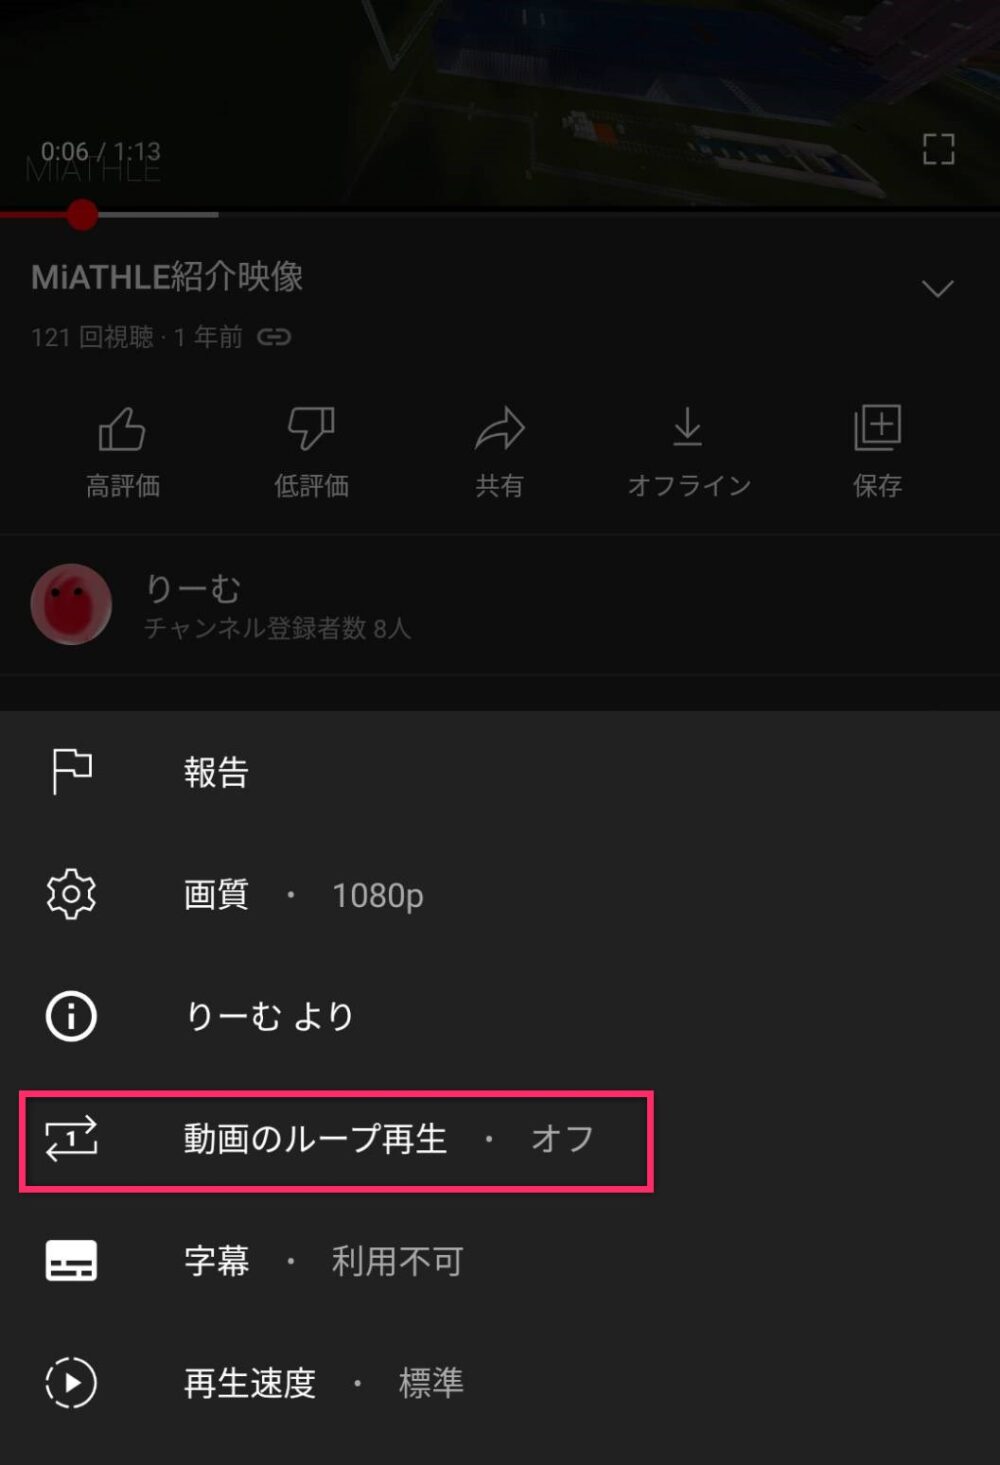 0:06 / 1:13
MiATHLE
MiATHLE紹介映像
121 回視聴 · 1 年前
高評価
低評価
共有
オフライン
保存
りーむ
チャンネル登録者数 8人
報告
画質 ・ 1080p
りーむ より
1
動画のループ再生 ・ オフ
字幕 ・ 利用不可
再生速度 ・ 標準